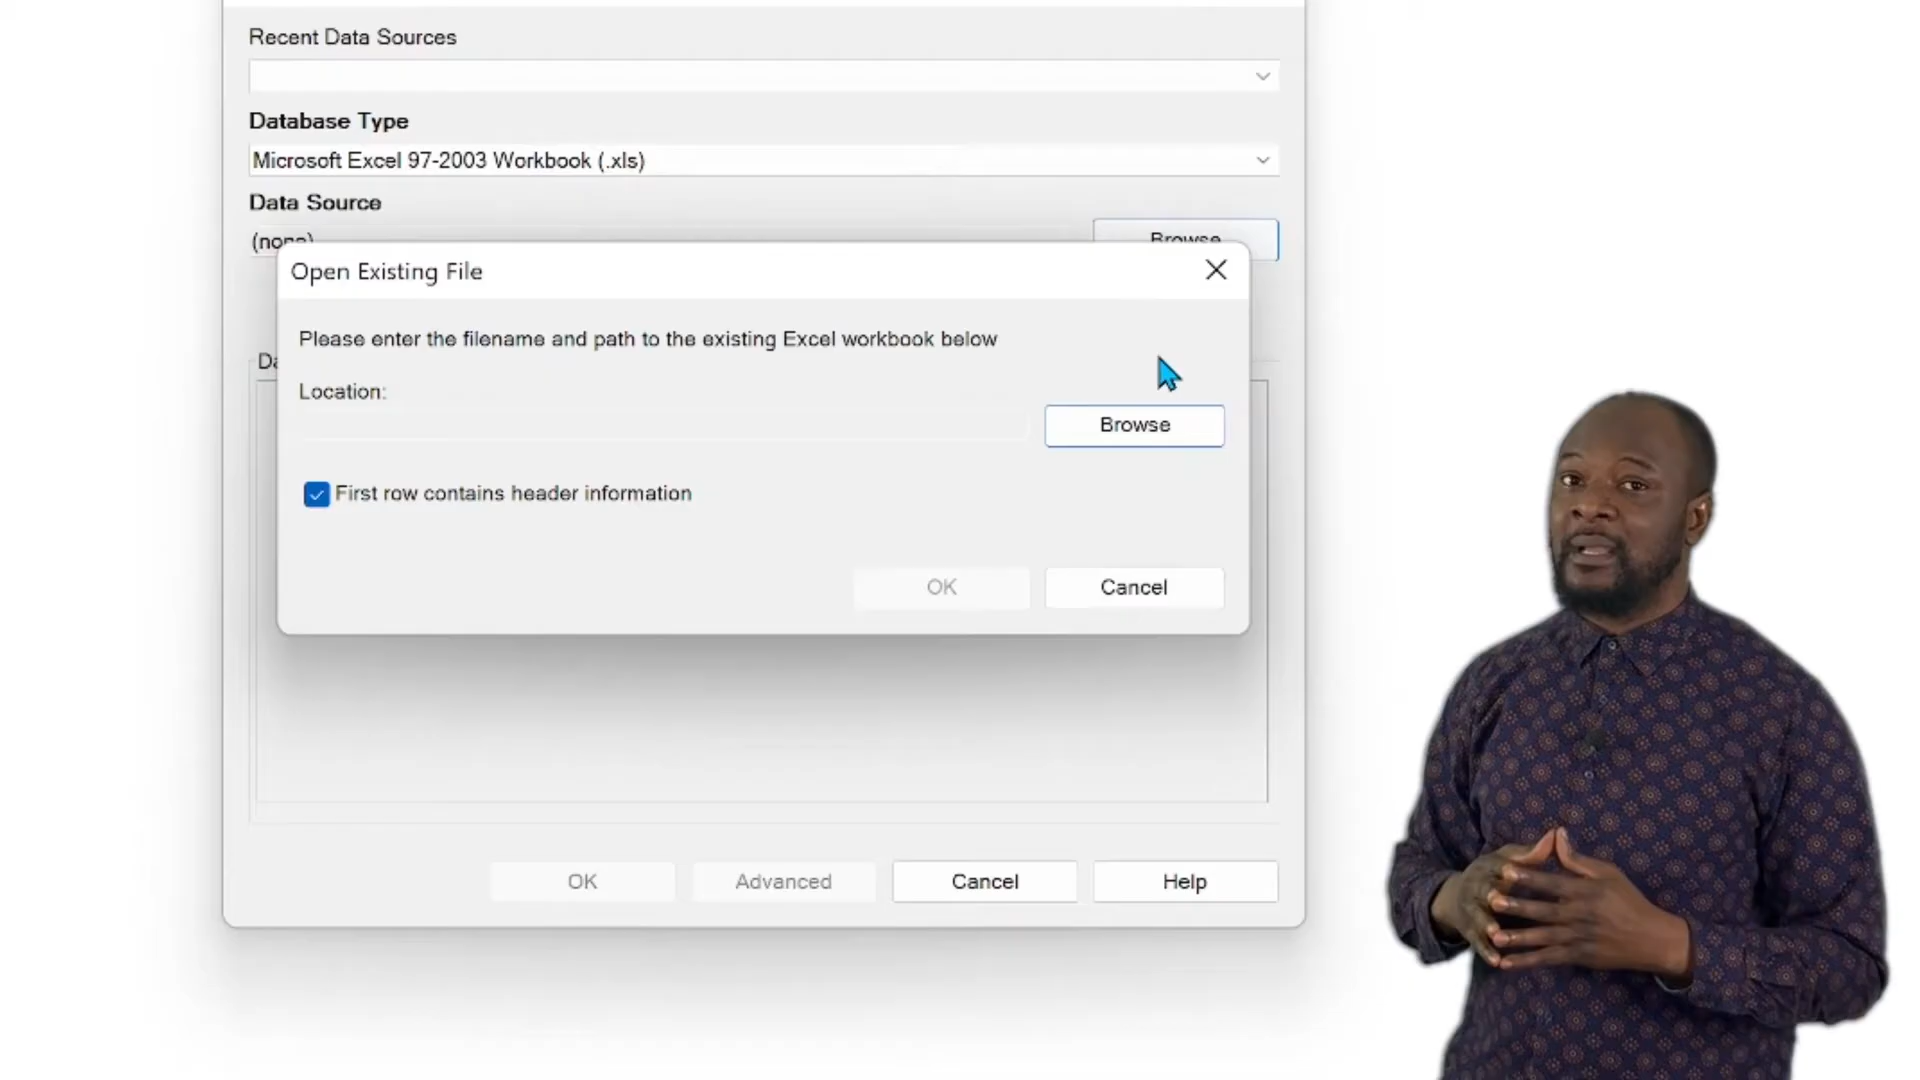 Recent Data Sources
Database Type
Microsoft Excel 97-2003 Workbook (.xls)
Data Source
(none)
Browse
Open Existing File
Please enter the filename and path to the existing Excel workbook below
Location:
Browse
First row contains header information
OK
Cancel
OK
Advanced
Cancel
Help